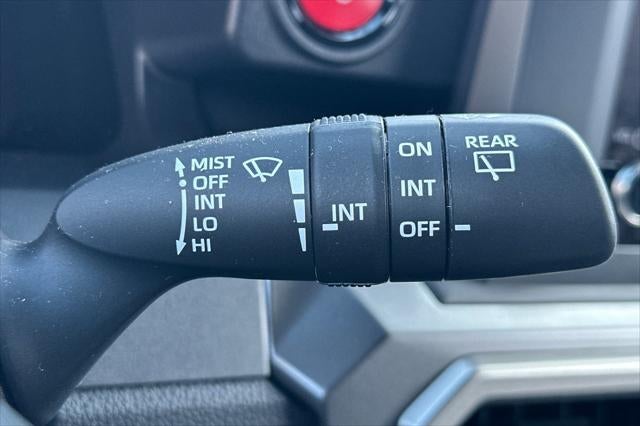 MIST
OFF
INT
LO
HI
INT
ON
INT
OFF
REAR